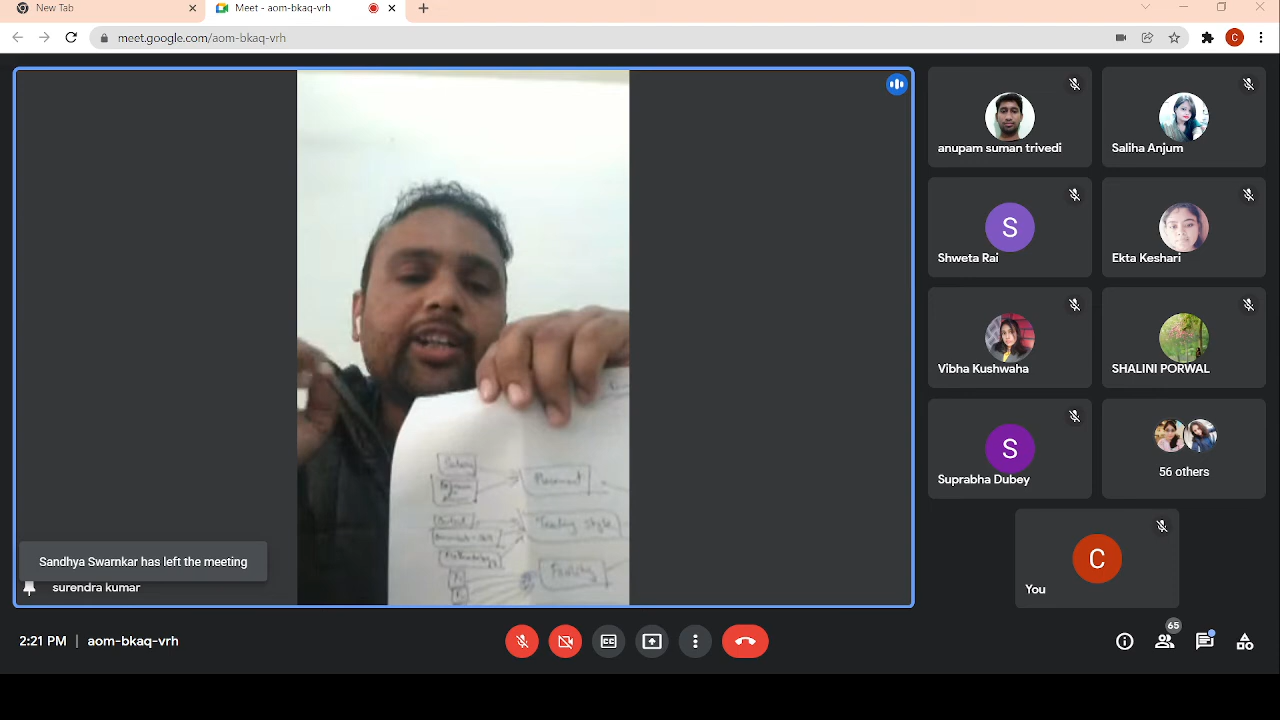 New Tab
Meet - aom-bkaq-vrh
meet.google.com/aom-bkaq-vrh
C
anupam suman trivedi
Saliha Anjum
S
Shweta Rai
Ekta Keshari
Vibha Kushwaha
SHALINI PORWAL
S
Suprabha Dubey
56 others
C
You
Placement
Teaching style
Facility
Sandhya Swarnkar has left the meeting
surendra kumar
2:21 PM | aom-bkaq-vrh
CC
65